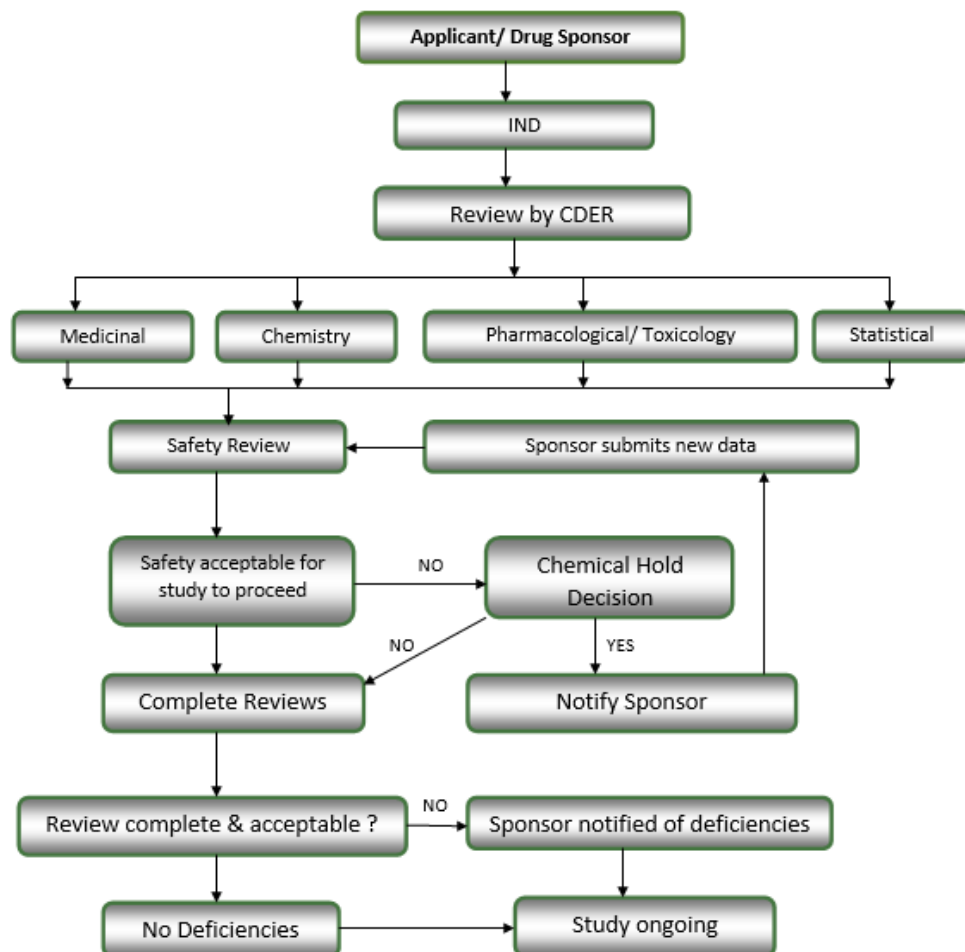 Applicant/ Drug Sponsor
IND
Review by CDER
Medicinal
Chemistry
Pharmacological/ Toxicology
Statistical
Safety Review
Sponsor submits new data
Safety acceptable for
study to proceed
NO
Chemical Hold
Decision
NO
YES
Complete Reviews
Notify Sponsor
Review complete & acceptable ?
NO
Sponsor notified of deficiencies
No Deficiencies
Study ongoing